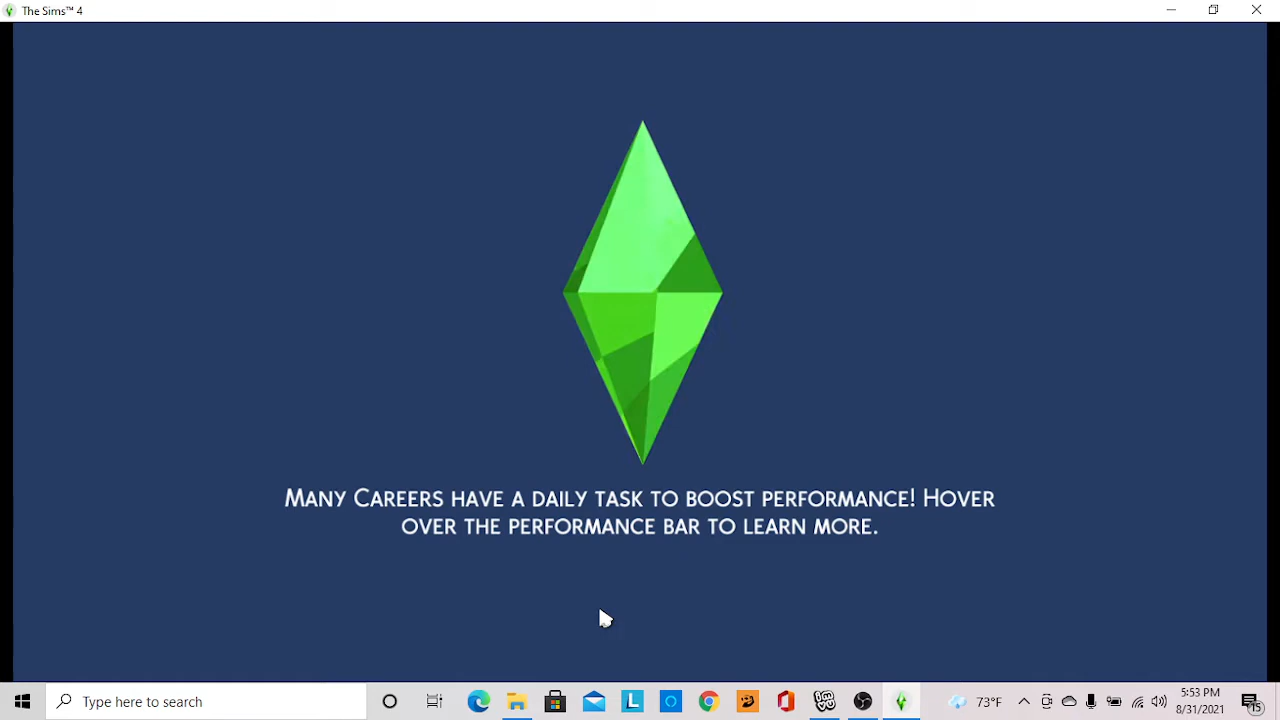 The Sims™ 4
MANY CAREERS HAVE A DAILY TASK TO BOOST PERFORMANCE! HOVER
OVER THE PERFORMANCE BAR TO LEARN MORE.
Type here to search
L
73°F
5:53 PM
8/31/2021
15